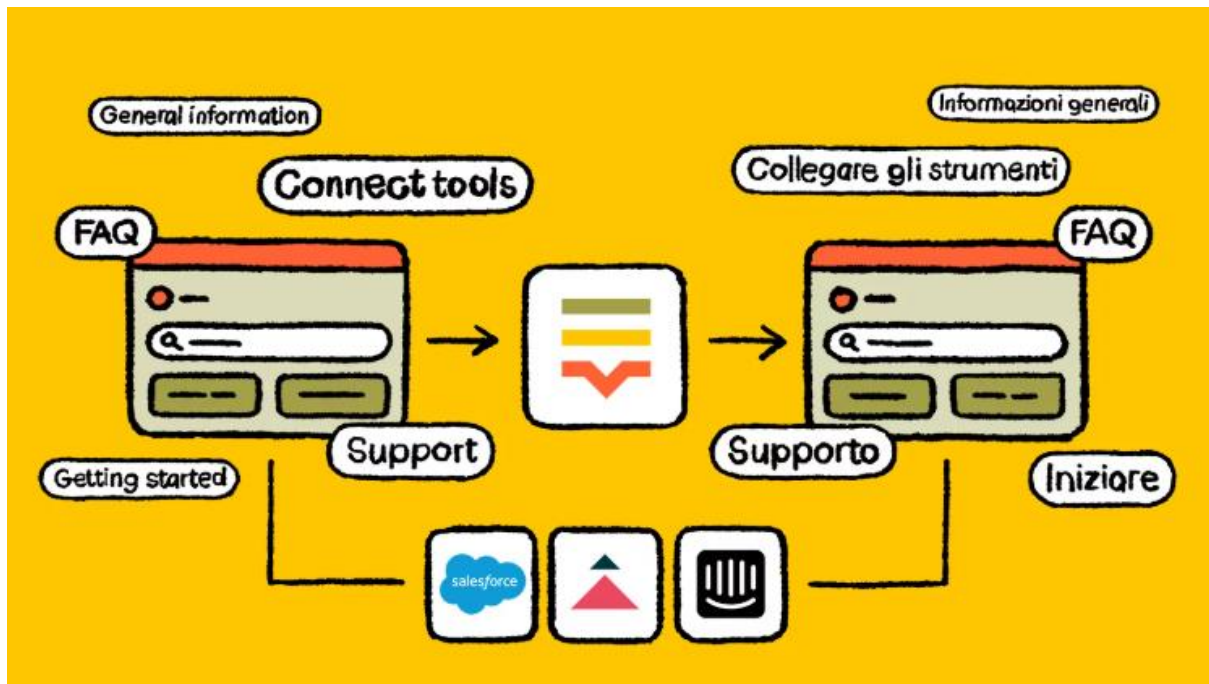 General information
Informazioni generali
Connect tools
Collegare gli strumenti
FAQ
FAQ
Support
Supporto
Getting started
Iniziare
salesforce